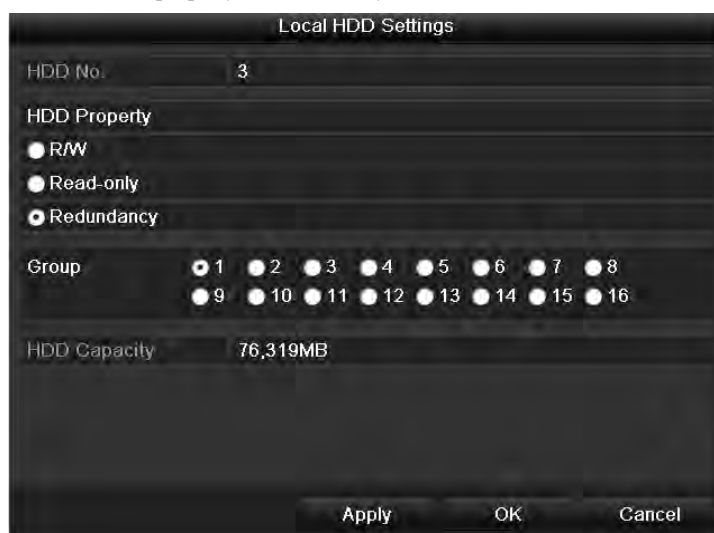 Local HDD Settings
HDD No. 3
HDD Property
R/W
Read-only
Redundancy
Group 1 2 3 4 5 6 7 8
9 10 11 12 13 14 15 16
HDD Capacity 76,319MB
Apply OK Cancel